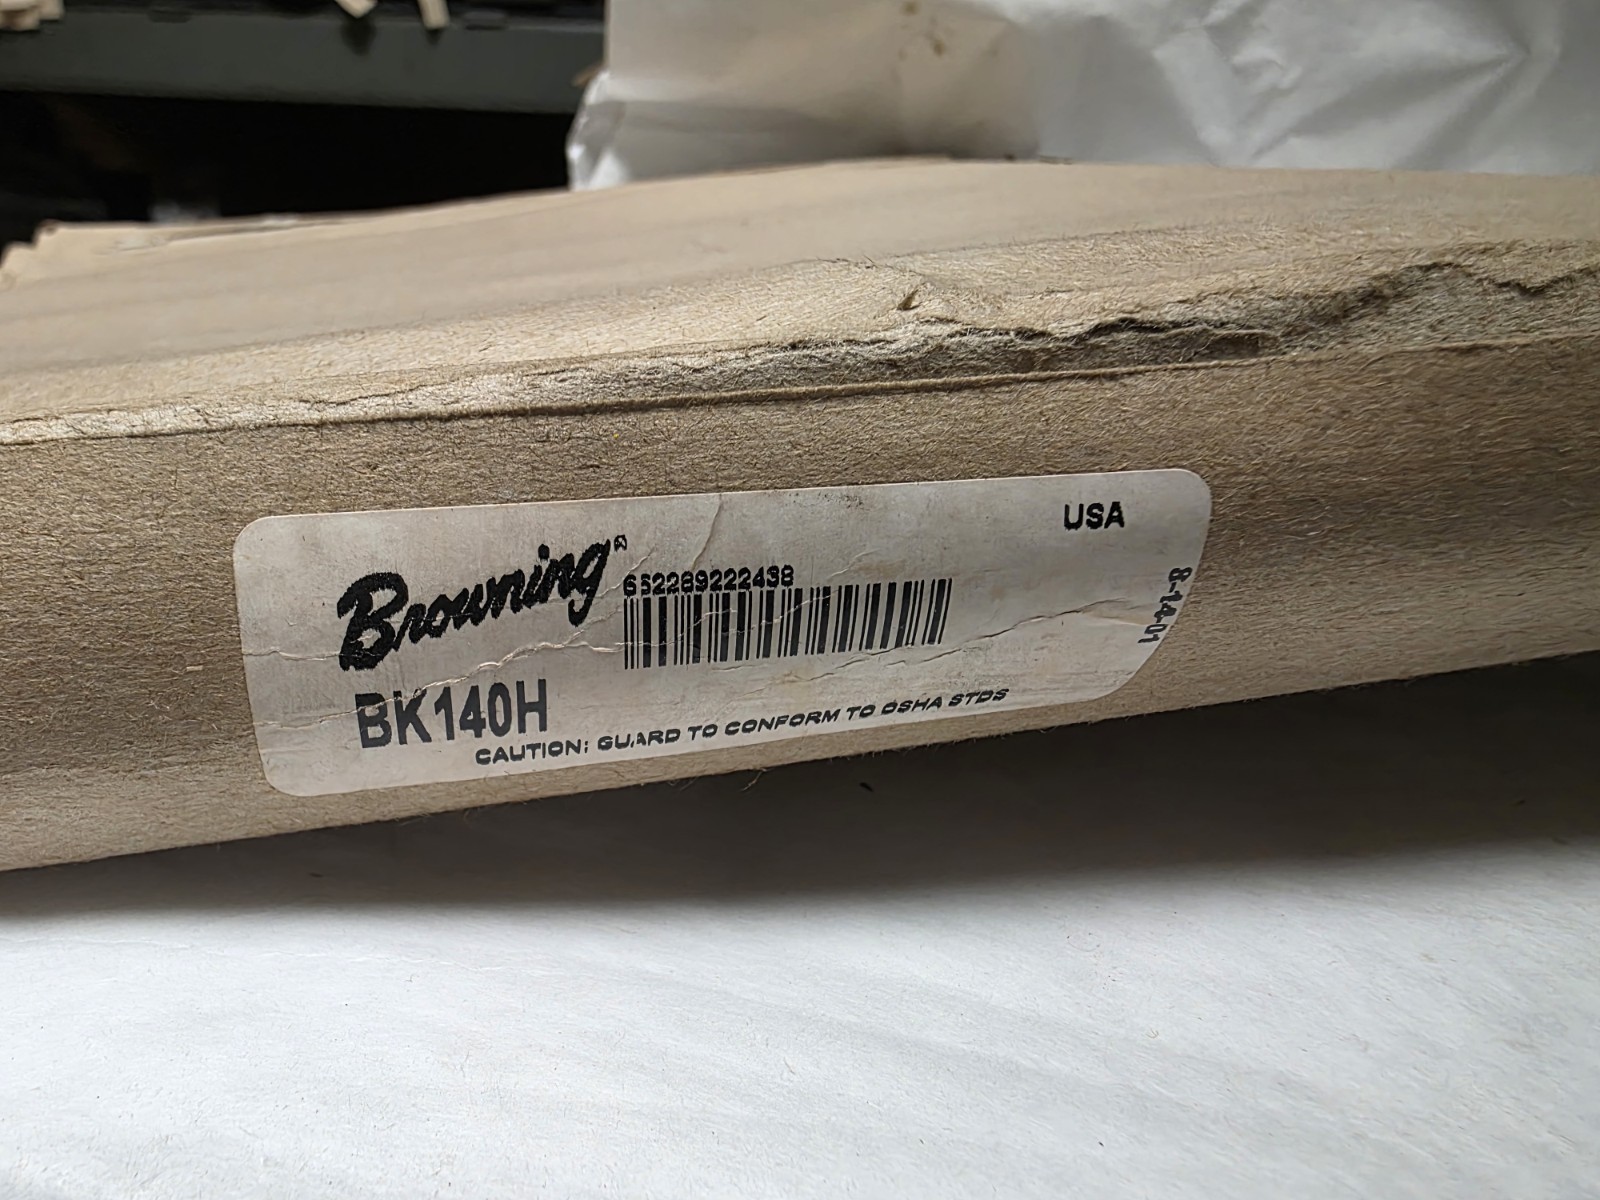 Browning®
652289222438
USA
8-14-01
BK140H
CAUTION: GUARD TO CONFORM TO OSHA STDS